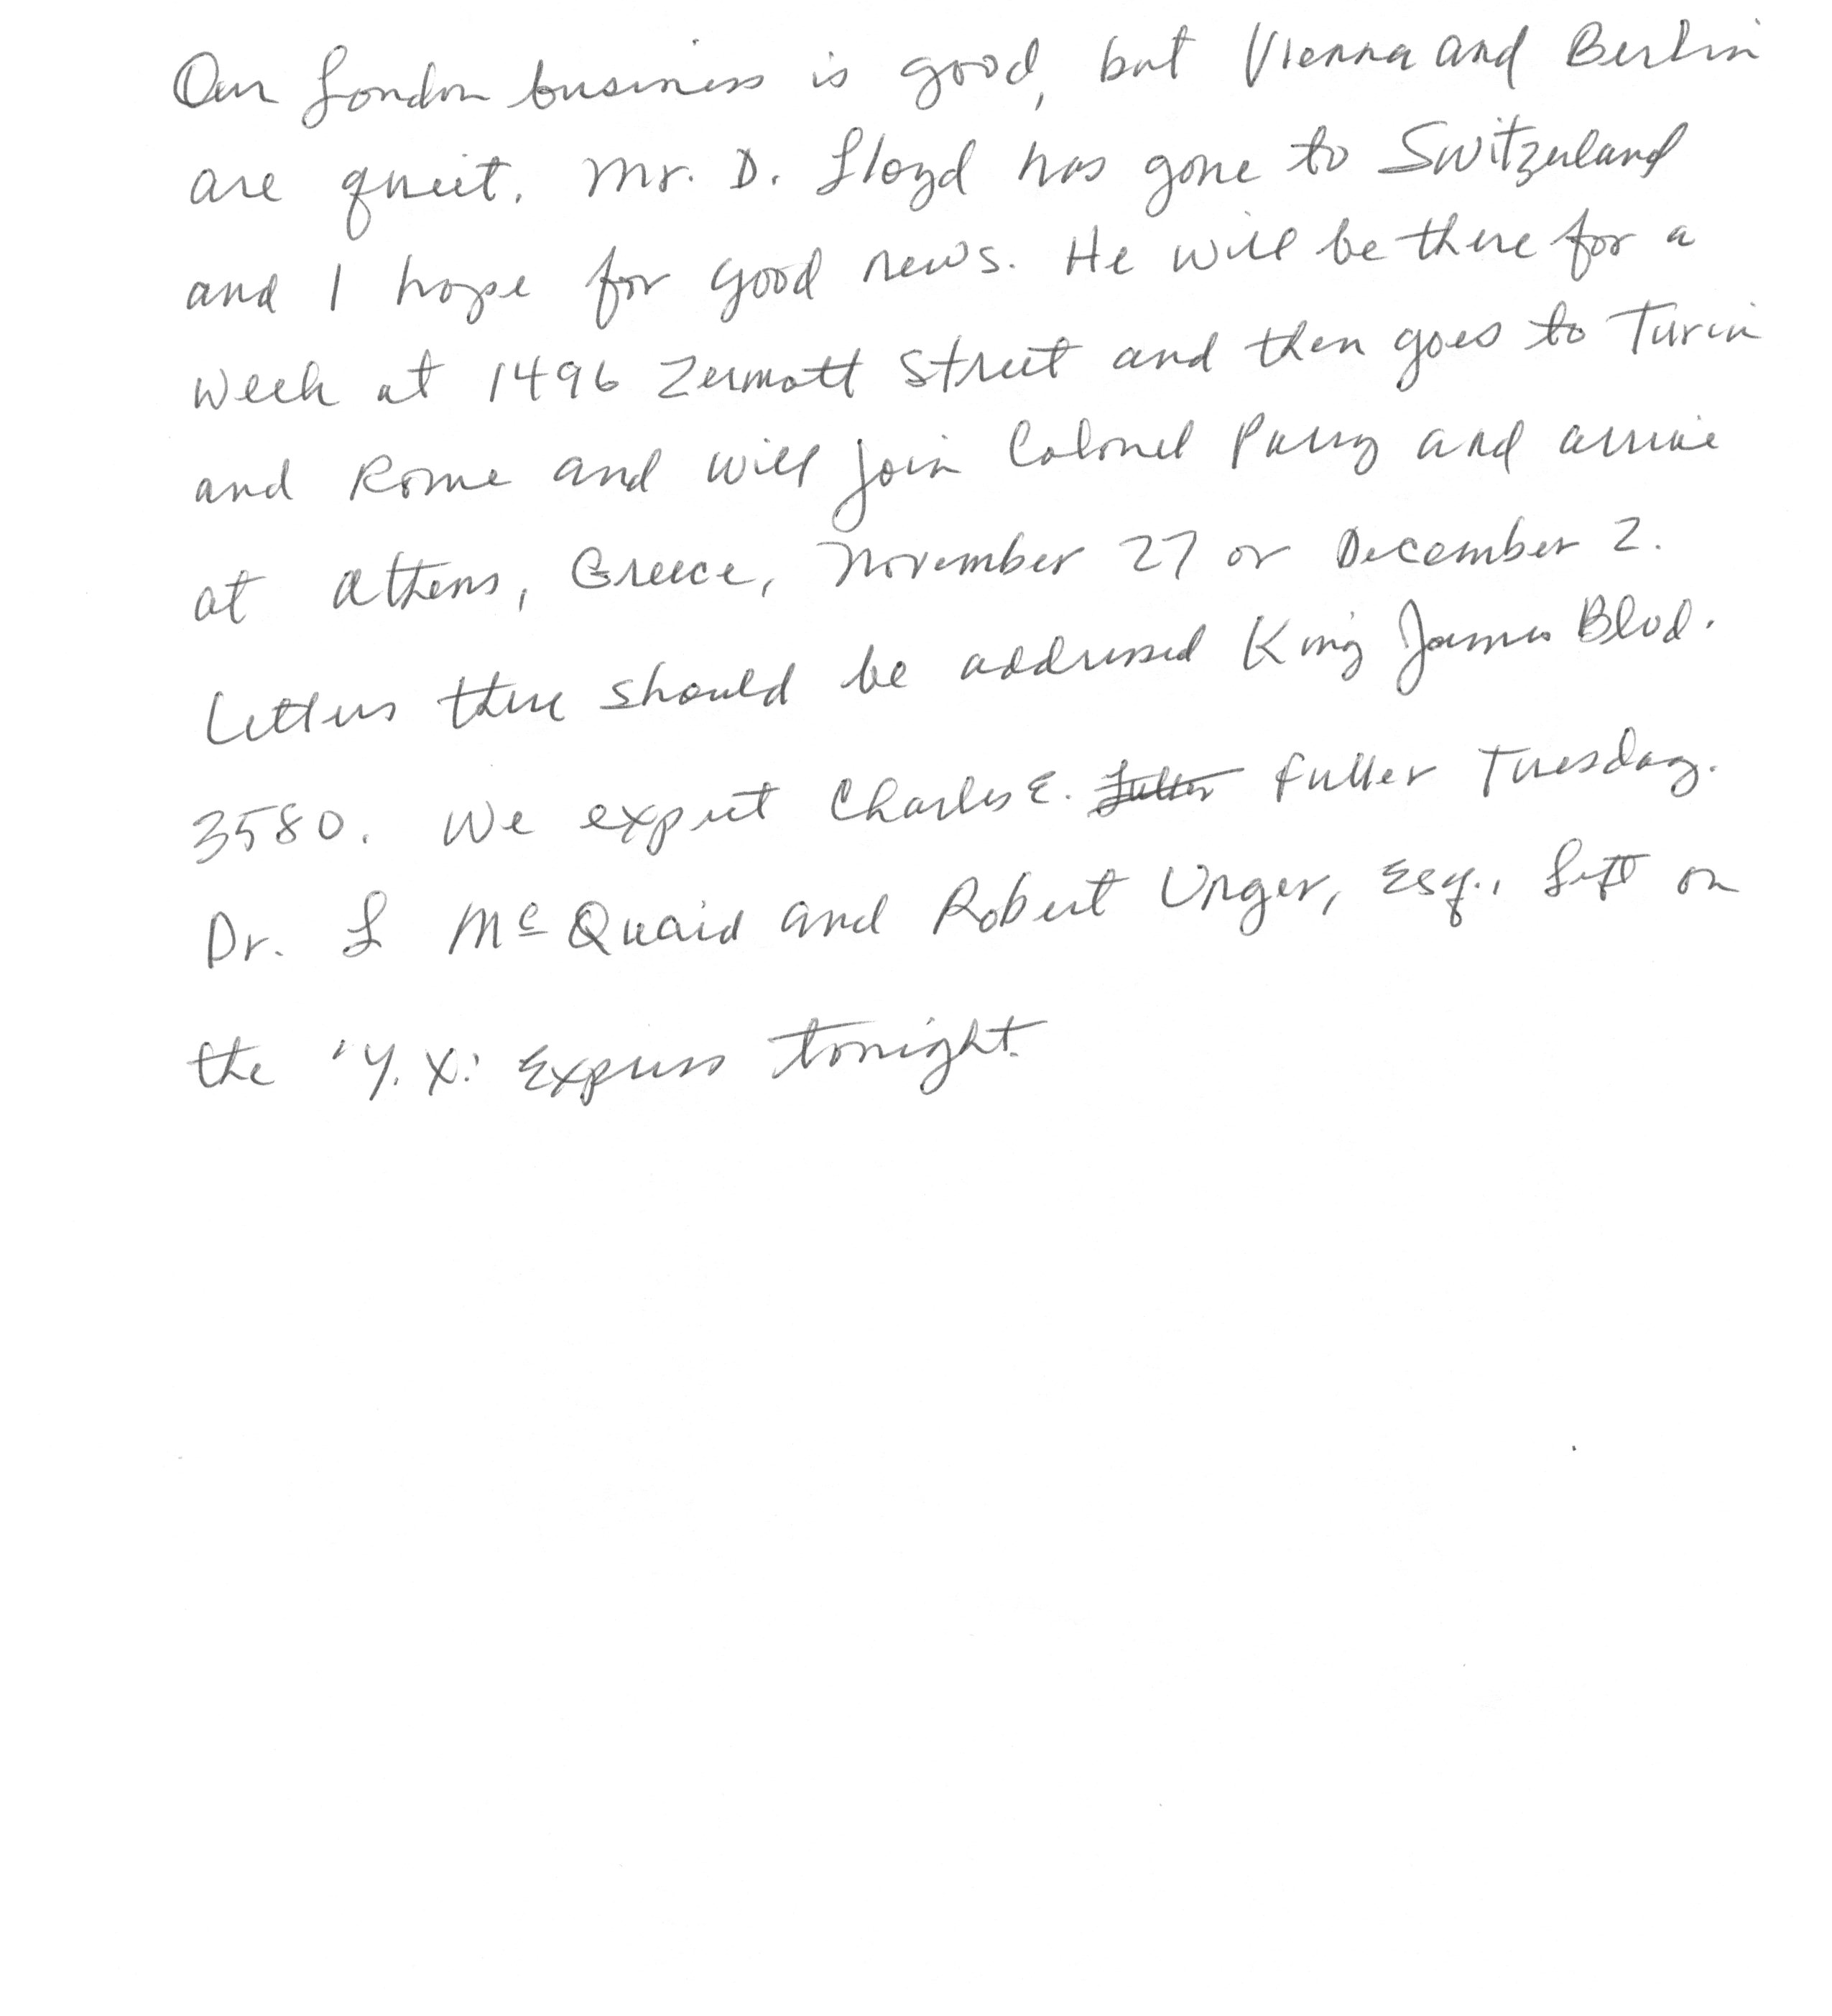 Our London business is good, but Vienna and Berlin
are quiet. Mr. D. Lloyd has gone to Switzerland
and I hope for good news. He will be there for a
week at 1496 Zermott Street and then goes to Turin
and Rome and will join Colonel Parry and arrive
at Athens, Greece, November 27 or December 2.
Letters there should be addressed King James Blvd.
3580. We expect Charles E. Fuller Tuesday.
Dr. L McQuaid and Robert Unger, Esq., left on
the 'Y.X.' Express tonight.